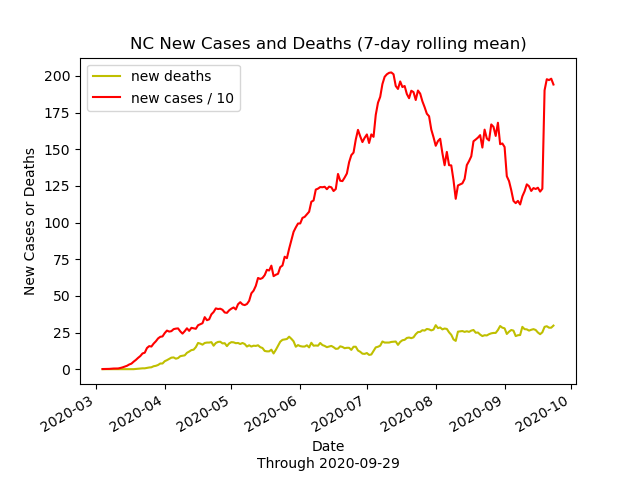 NC New Cases and Deaths (7-day rolling mean)
new deaths
new cases / 10
New Cases or Deaths
200
175
150
125
100
75
50
25
0
2020-03
2020-04
2020-05
2020-06
2020-07
2020-08
2020-09
2020-10
Date
Through 2020-09-29